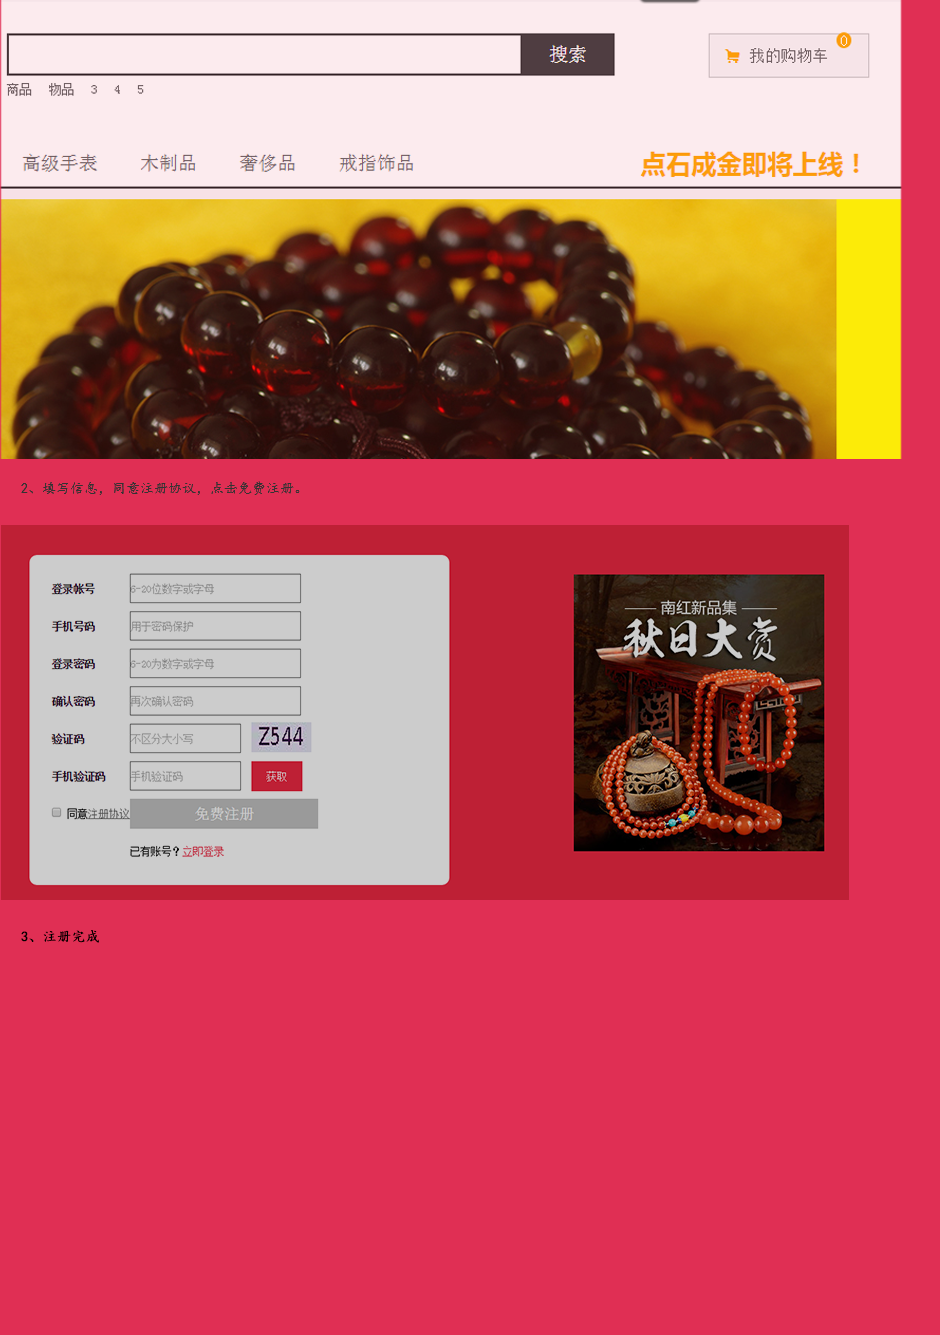 搜索
0
我的购物车
商品 物品 3 4 5
高级手表 木制品 奢侈品 戒指饰品
点石成金即将上线！
2、填写信息，同意注册协议，点击免费注册。
登录帐号 6-20位数字或字母
手机号码 用于密码保护
登录密码 6-20为数字或字母
确认密码 再次确认密码
验证码 不区分大小写 Z544
手机验证码 手机验证码 获取
同意注册协议 免费注册
已有账号？立即登录
南红新品集
秋日大赏
3、注册完成